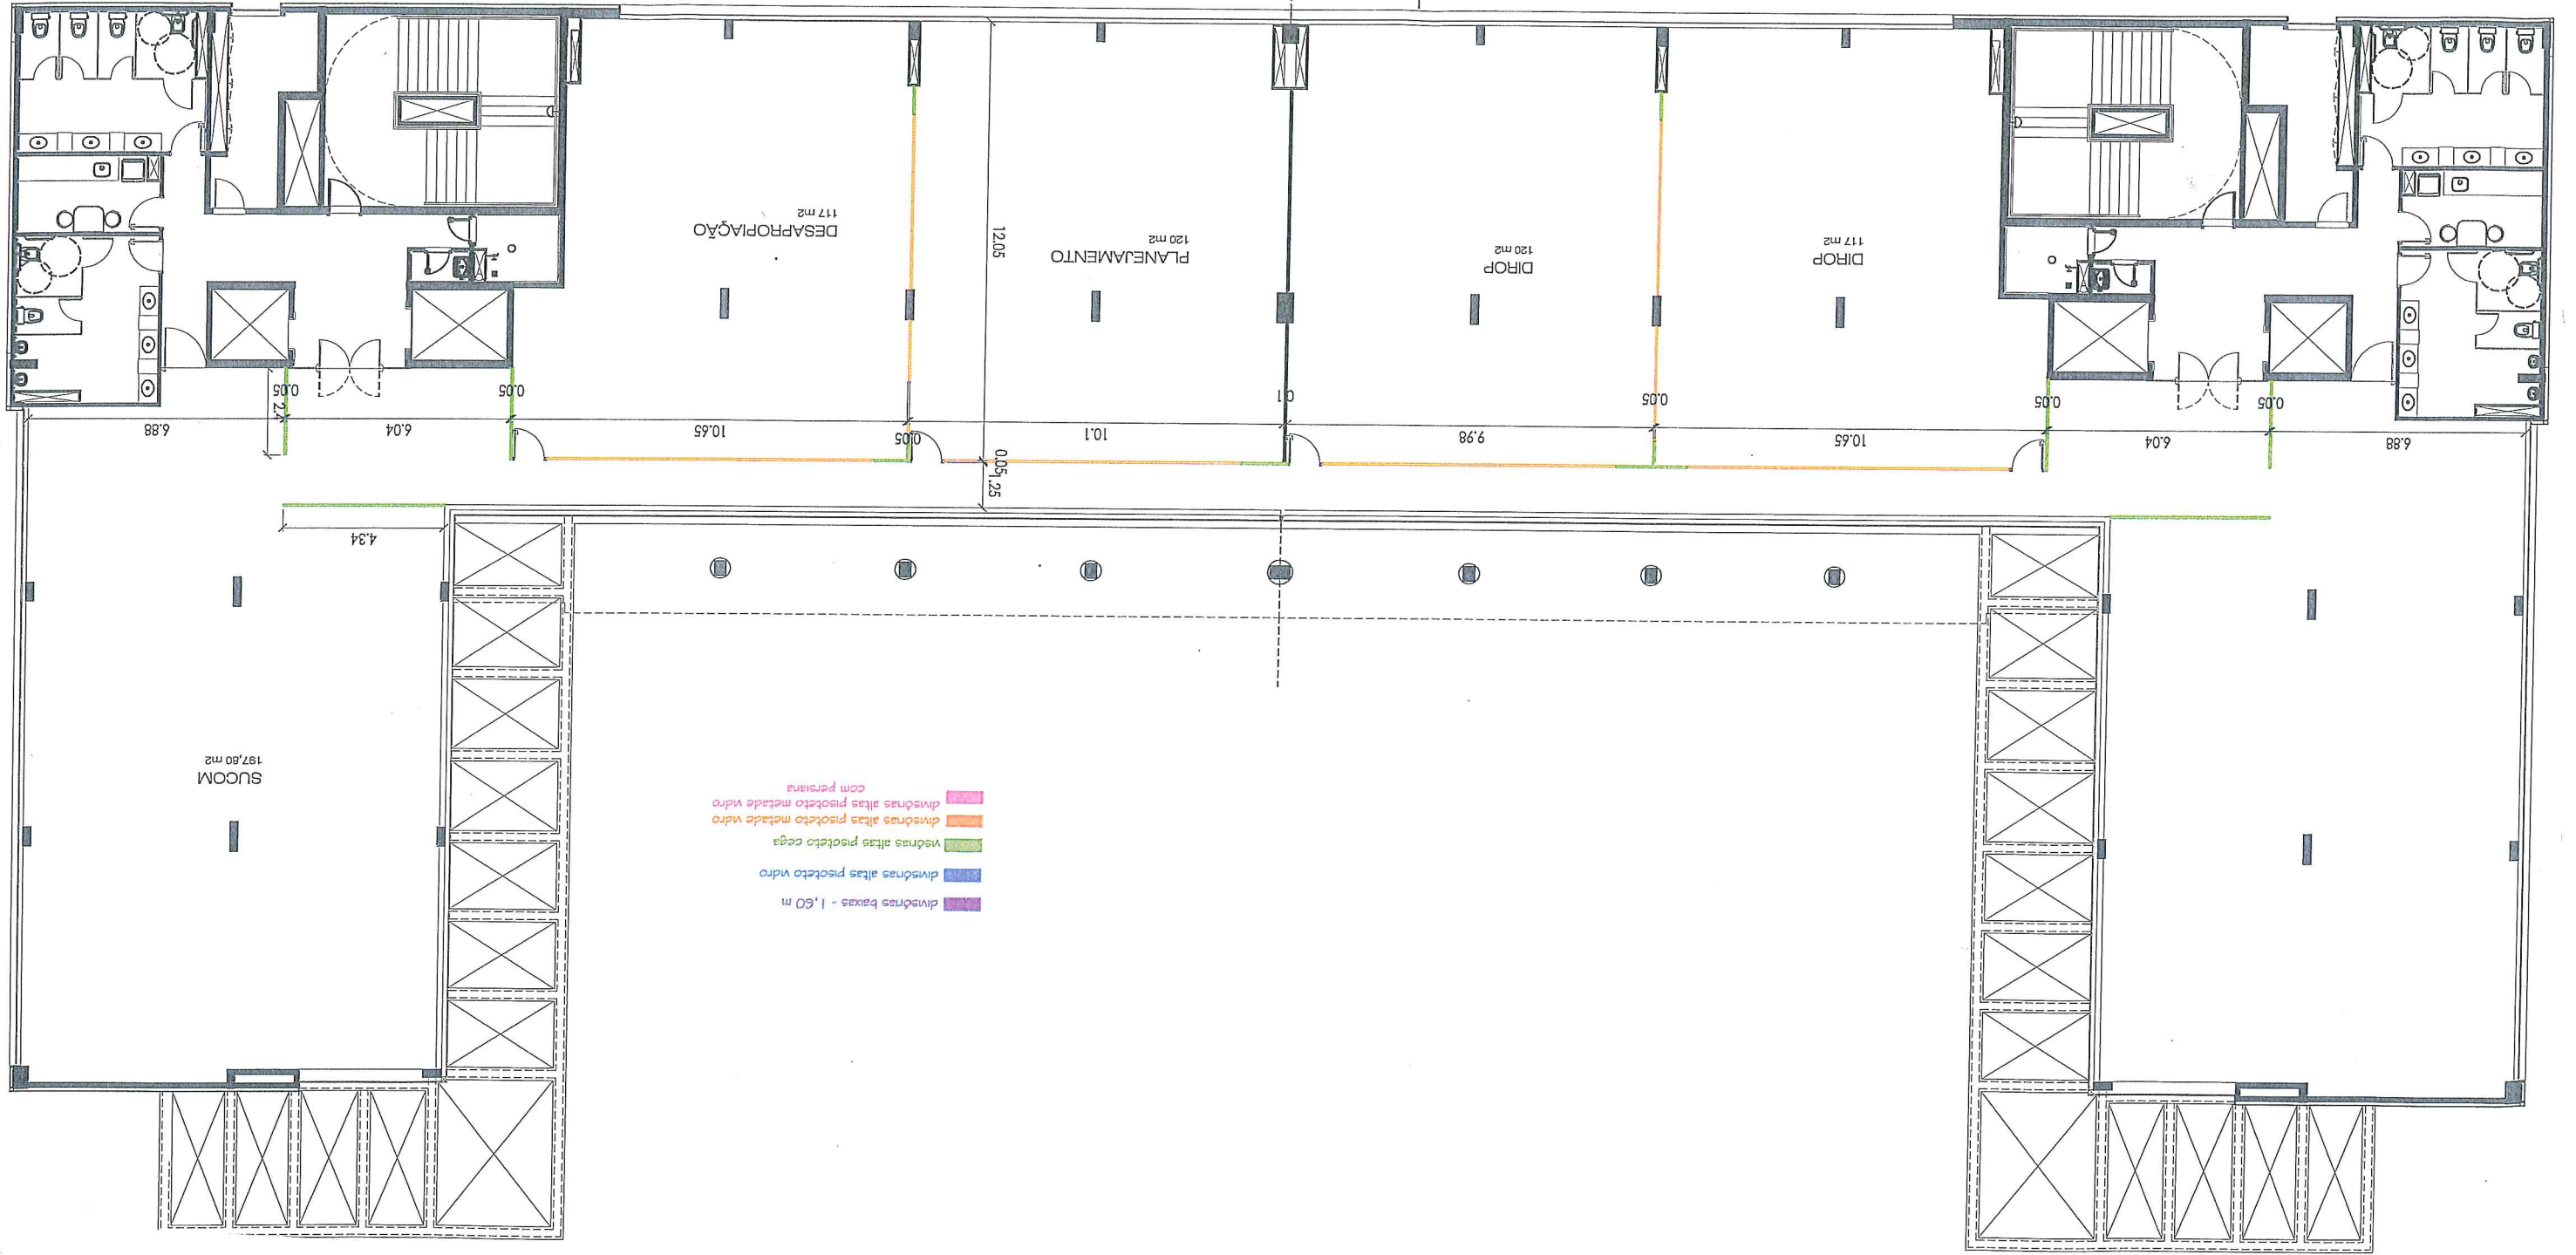 divisórias baixas - 1,60 m
divisórias altas pisoteto vidro
visórias altas pisoteto cega
divisórias altas pisoteto metade vidro
divisórias altas pisoteto metade vidro
com persiana
SUCOM
197,80 m2
4.34
1.25
0.05
6.88
6.04
10.65
9.98
10.1
0.05
10.65
6.04
6.88
0.05
0.05
0.05
0.1
0.05
0.05
12.05
DIROP
117 m2
DIROP
120 m2
PLANEJAMENTO
120 m2
DESAPROPIAÇÃO
117 m2